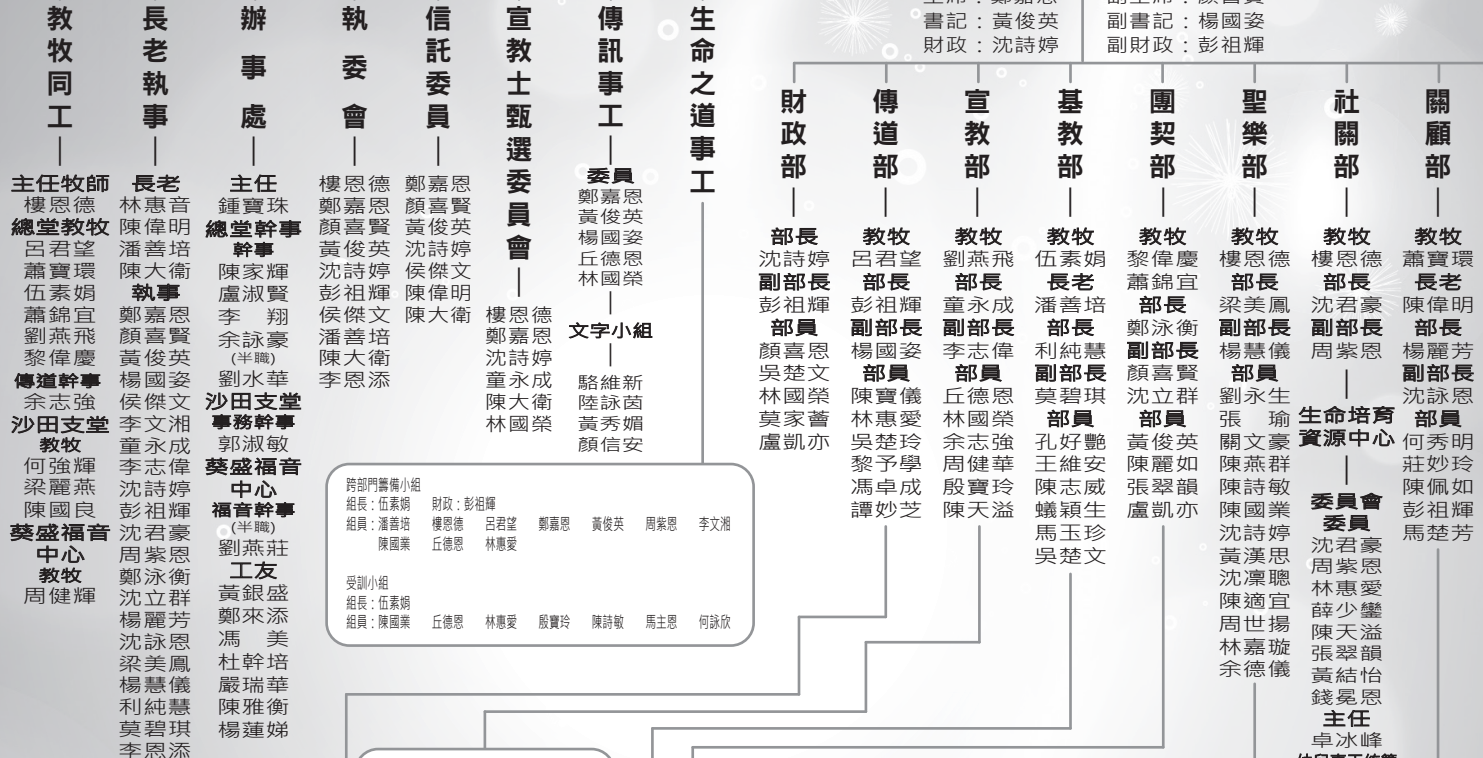 書記：黃俊英
副書記：楊國姿
財政：沈詩婷
副財政：彭祖輝
教牧同工
主任牧師
樓恩德
總堂教牧
呂君望
蕭寶環
伍素娟
蕭錦宜
劉燕飛
黎偉慶
傳道幹事
余志強
沙田支堂
教牧
何強輝
梁麗燕
陳國良
葵盛福音
中心
教牧
周健輝
長老執事
長老
林惠音
陳偉明
潘善培
陳大衞
執事
鄭嘉恩
顏喜賢
黃俊英
楊國姿
侯傑文
李文湘
童永成
李志偉
沈詩婷
彭祖輝
沈君豪
周紫恩
鄭泳衡
沈立群
楊麗芳
沈詠恩
梁美鳳
楊慧儀
利純慧
莫碧琪
李恩添
辦事處
主任
鍾寶珠
總堂幹事
幹事
陳家輝
盧淑賢
李　翔
余詠豪
(半職)
劉水華
沙田支堂
事務幹事
郭淑敏
葵盛福音
中心
福音幹事
(半職)
劉燕莊
工友
黃銀盛
鄭來添
馮　美
杜幹培
嚴瑞華
陳雅衡
楊蓮娣
執委會
樓恩德
鄭嘉恩
顏喜賢
黃俊英
沈詩婷
彭祖輝
侯傑文
潘善培
陳大衞
李恩添
信託委員
鄭嘉恩
顏喜賢
黃俊英
沈詩婷
侯傑文
陳偉明
陳大衞
宣教士甄選委員會
樓恩德
鄭嘉恩
沈詩婷
童永成
陳大衞
林國榮
傳訊事工
委員
鄭嘉恩
黃俊英
楊國姿
丘德恩
林國榮
文字小組
駱維新
陸詠茵
黃秀媚
顏信安
生命之道事工
跨部門籌備小組
組長：伍素娟　財政：彭祖輝
組員：潘善培　樓恩德　呂君望　鄭嘉恩　黃俊英　周紫恩　李文湘
陳國業　丘德恩　林惠愛
受訓小組
組長：伍素娟
組員：陳國業　丘德恩　林惠愛　殷寶玲　陳詩敏　馬主恩　何詠欣
財政部
部長
沈詩婷
副部長
彭祖輝
部員
顏喜恩
吳楚文
林國榮
莫家薈
盧凱亦
傳道部
教牧
呂君望
部長
彭祖輝
副部長
楊國姿
部員
陳寶儀
林惠愛
吳楚玲
黎予學
馮卓成
譚妙芝
宣教部
教牧
劉燕飛
部長
童永成
副部長
李志偉
部員
丘德恩
林國榮
余志強
周健華
殷寶玲
陳天溢
基教部
教牧
伍素娟
長老
潘善培
部長
利純慧
副部長
莫碧琪
部員
孔好艷
王維安
陳志威
蟻穎生
馬玉珍
吳楚文
團契部
教牧
黎偉慶
蕭錦宜
部長
鄭泳衡
副部長
顏喜賢
沈立群
部員
黃俊英
陳麗如
張翠韻
盧凱亦
聖樂部
教牧
樓恩德
部長
梁美鳳
副部長
楊慧儀
部員
劉永生
張　瑜
關文豪
陳燕群
陳詩敏
陳國業
沈詩婷
黃漢思
沈凜聰
陳適宜
周世揚
林嘉璇
余德儀
社關部
教牧
樓恩德
部長
沈君豪
副部長
周紫恩
生命培育
資源中心
委員會
委員
沈君豪
周紫恩
林惠愛
薛少鑾
陳天溢
張翠韻
黃結怡
錢冕恩
主任
卓冰峰
關顧部
教牧
蕭寶環
長老
陳偉明
部長
楊麗芳
副部長
沈詠恩
部員
何秀明
莊妙玲
陳佩如
彭祖輝
馬楚芳